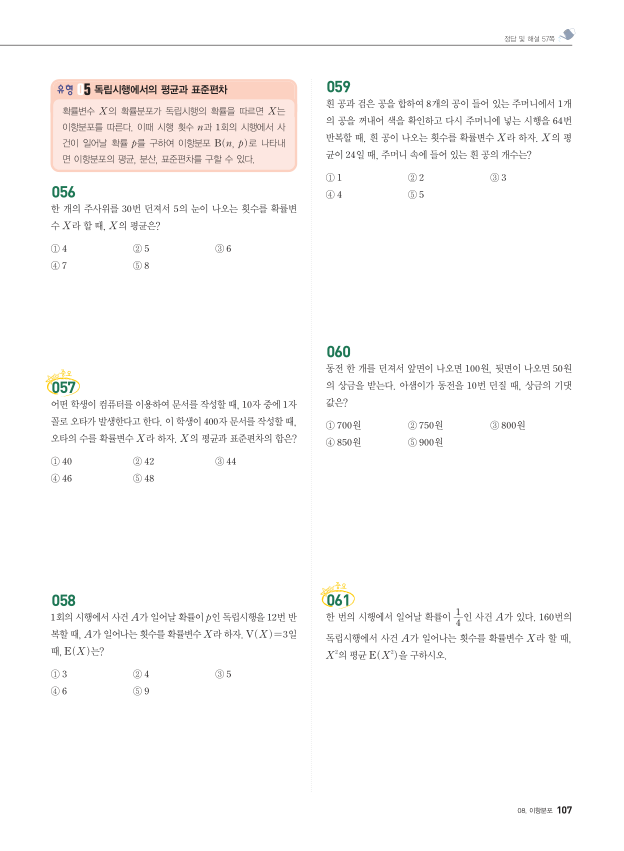 정답 및 해설 57쪽
유형 05 독립시행에서의 평균과 표준편차
확률변수 X의 확률분포가 독립시행의 확률을 따르면 X는
이항분포를 따른다. 이때 시행 횟수 n과 1회의 시행에서 사
건이 일어날 확률 p를 구하여 이항분포 B(n, p)로 나타내
면 이항분포의 평균, 분산, 표준편차를 구할 수 있다.
056
한 개의 주사위를 30번 던져서 5의 눈이 나오는 횟수를 확률변
수 X라 할 때, X의 평균은?
① 4 ② 5 ③ 6
④ 7 ⑤ 8
중요
057
어떤 학생이 컴퓨터를 이용하여 문서를 작성할 때, 10자 중에 1자
꼴로 오타가 발생한다고 한다. 이 학생이 400자 문서를 작성할 때,
오타의 수를 확률변수 X라 하자. X의 평균과 표준편차의 합은?
① 40 ② 42 ③ 44
④ 46 ⑤ 48
058
1회의 시행에서 사건 A가 일어날 확률이 p인 독립시행을 12번 반
복할 때, A가 일어나는 횟수를 확률변수 X라 하자. V(X)=3일
때, E(X)는?
① 3 ② 4 ③ 5
④ 6 ⑤ 9
059
흰 공과 검은 공을 합하여 8개의 공이 들어 있는 주머니에서 1개
의 공을 꺼내어 색을 확인하고 다시 주머니에 넣는 시행을 64번
반복할 때, 흰 공이 나오는 횟수를 확률변수 X라 하자. X의 평
균이 24일 때, 주머니 속에 들어 있는 흰 공의 개수는?
① 1 ② 2 ③ 3
④ 4 ⑤ 5
060
동전 한 개를 던져서 앞면이 나오면 100원, 뒷면이 나오면 50원
의 상금을 받는다. 아샘이가 동전을 10번 던질 때, 상금의 기댓
값은?
① 700원 ② 750원 ③ 800원
④ 850원 ⑤ 900원
중요
061
한 번의 시행에서 일어날 확률이 1/4인 사건 A가 있다. 160번의
독립시행에서 사건 A가 일어나는 횟수를 확률변수 X라 할 때,
X²의 평균 E(X²)을 구하시오.
08. 이항분포 107